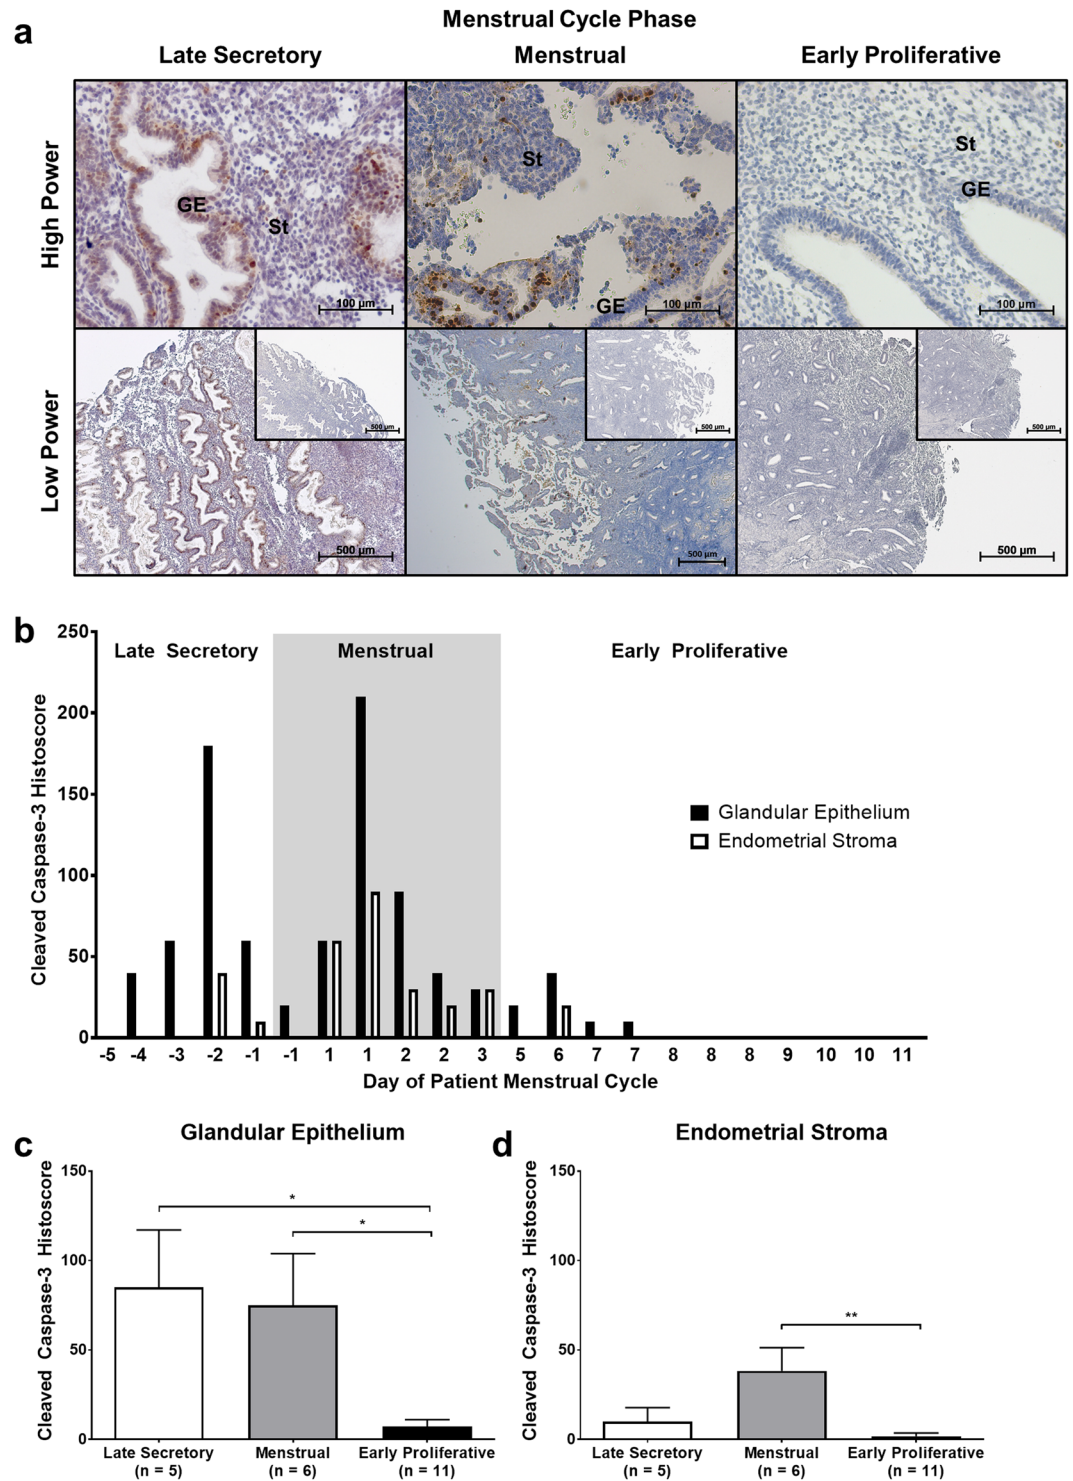 a
Menstrual Cycle Phase
Late Secretory
Menstrual
Early Proliferative
High Power
GE
St
100 µm
St
GE
100 µm
St
GE
100 µm
Low Power
500 µm
500 µm
500 µm
500 µm
500 µm
500 µm
b
Cleaved Caspase-3 Histoscore
250
200
150
100
50
0
Late Secretory
Menstrual
Early Proliferative
Glandular Epithelium
Endometrial Stroma
-5 -4 -3 -2 -1 -1 1 1 2 2 3 5 6 7 7 8 8 8 9 10 10 11
Day of Patient Menstrual Cycle
c
Glandular Epithelium
Cleaved Caspase-3 Histoscore
150
100
50
0
*
*
Late Secretory Menstrual Early Proliferative
(n = 5) (n = 6) (n = 11)
d
Endometrial Stroma
Cleaved Caspase-3 Histoscore
150
100
50
0
**
Late Secretory Menstrual Early Proliferative
(n = 5) (n = 6) (n = 11)